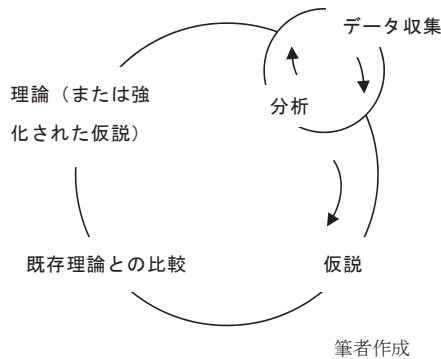 データ収集
分析
理論（または強
化された仮説）
既存理論との比較
仮説
筆者作成